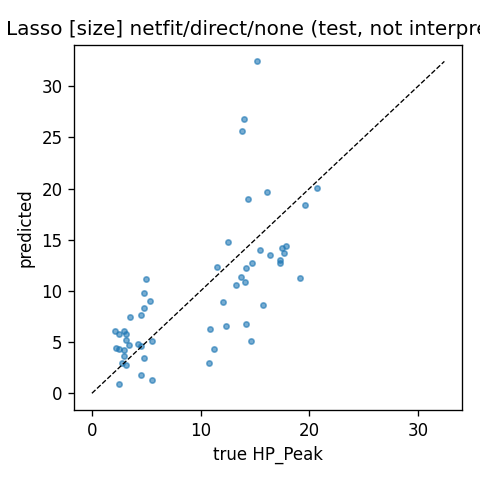 Lasso [size] netfit/direct/none (test, not interpre
predicted
30
25
20
15
10
5
0
0 10 20 30
true HP_Peak